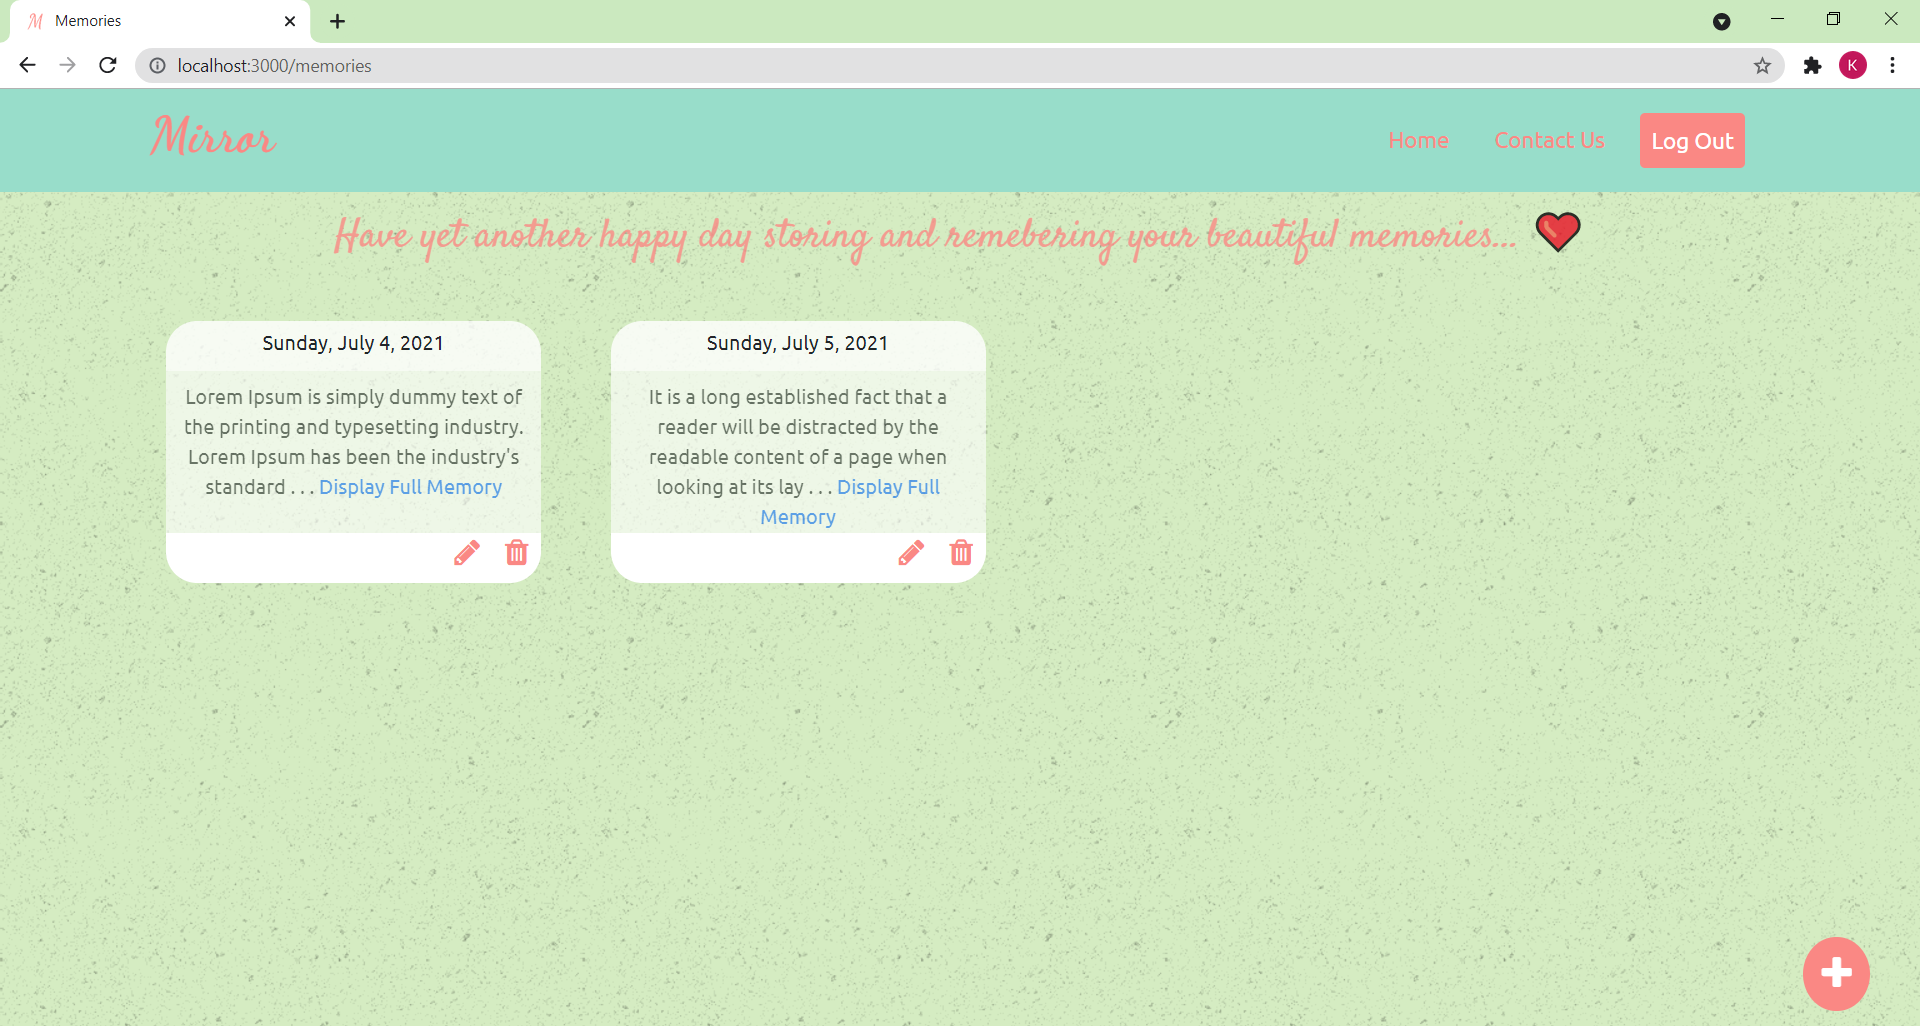 Memories
localhost:3000/memories
K
Mirror
Home
Contact Us
Log Out
Have yet another happy day storing and remebering your beautiful memories...
Sunday, July 4, 2021
Lorem Ipsum is simply dummy text of
the printing and typesetting industry.
Lorem Ipsum has been the industry's
standard . . . Display Full Memory
Sunday, July 5, 2021
It is a long established fact that a
reader will be distracted by the
readable content of a page when
looking at its lay . . . Display Full
Memory